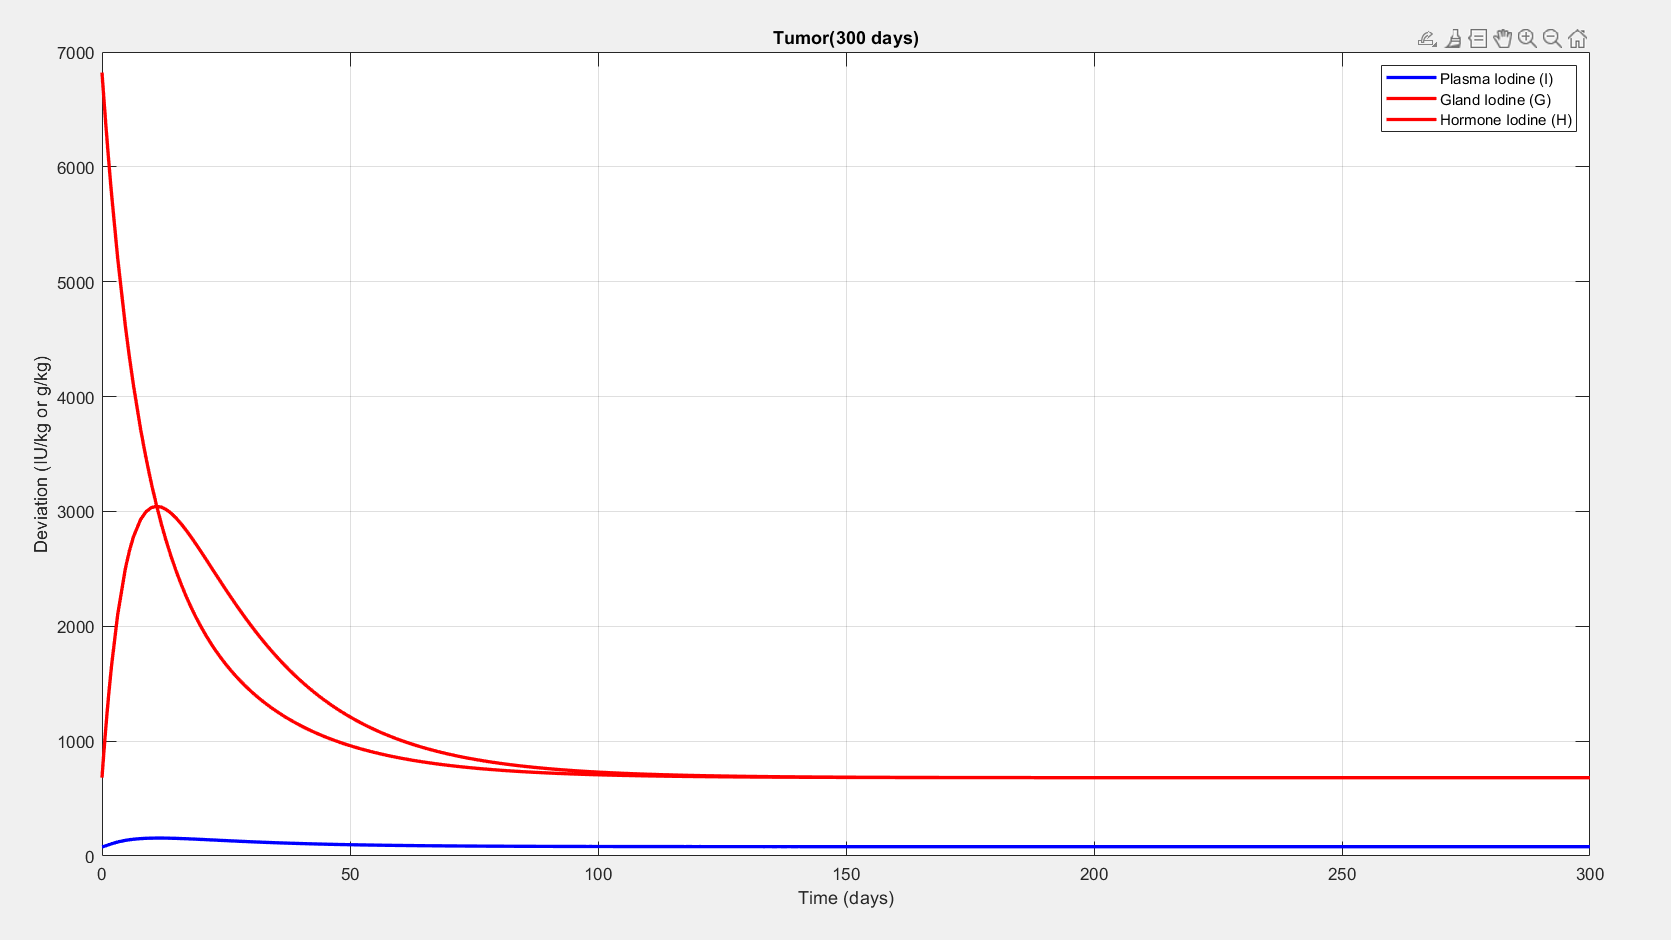 Tumor(300 days)
Plasma Iodine (I)
Gland Iodine (G)
Hormone Iodine (H)
7000
6000
5000
4000
3000
2000
1000
0
Deviation (IU/kg or g/kg)
0 50 100 150 200 250 300
Time (days)